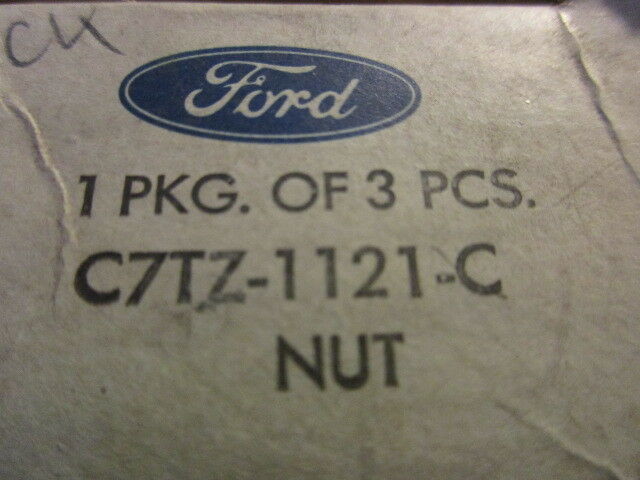 CK
Ford
1 PKG. OF 3 PCS.
C7TZ-1121-C
NUT